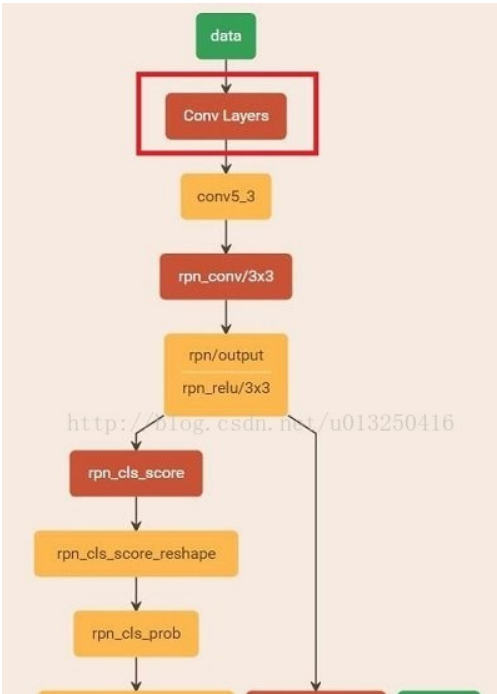 data
Conv Layers
conv5_3
rpn_conv/3x3
rpn/output
rpn_relu/3x3
http://blog.csdn.net/u013250416
rpn_cls_score
rpn_cls_score_reshape
rpn_cls_prob